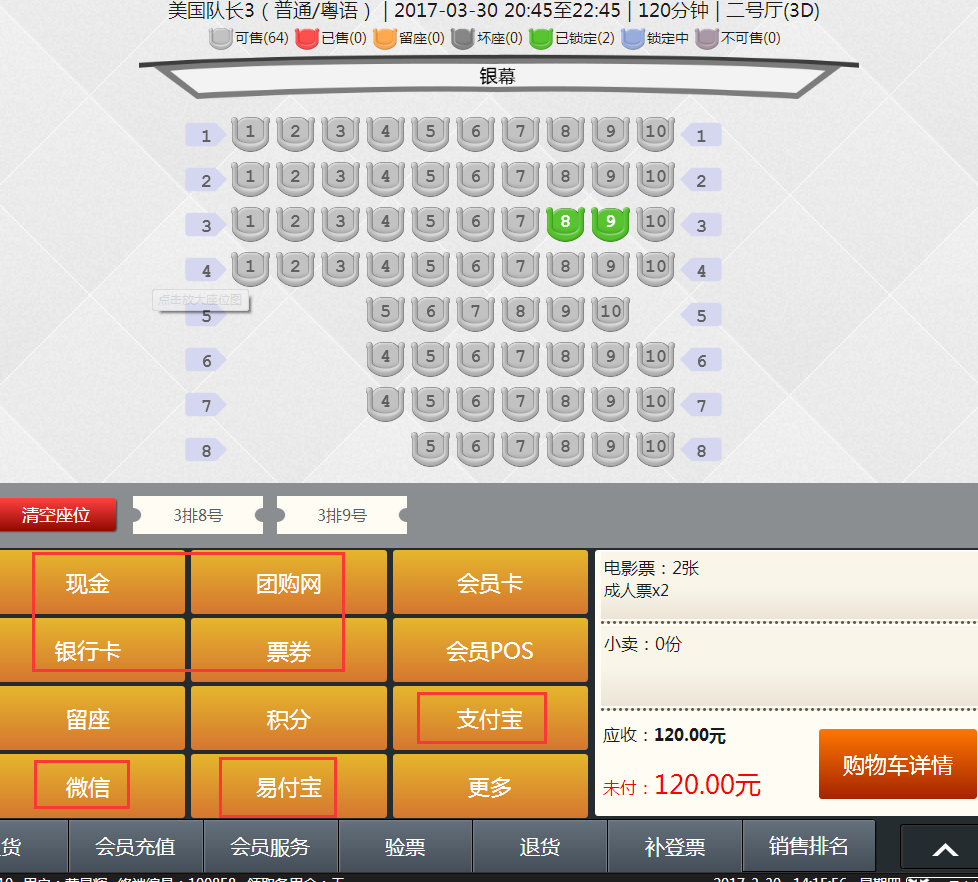 美国队长3（普通/粤语）| 2017-03-30 20:45至22:45 | 120分钟 | 二号厅(3D)
可售(64) 已售(0) 留座(0) 坏座(0) 已锁定(2) 锁定中 不可售(0)
银幕
1 1 2 3 4 5 6 7 8 9 10 1
2 1 2 3 4 5 6 7 8 9 10 2
3 1 2 3 4 5 6 7 8 9 10 3
4 1 2 3 4 5 6 7 8 9 10 4
点击放大座位图
5 5 6 7 8 9 10 5
6 4 5 6 7 8 9 10 6
7 4 5 6 7 8 9 10 7
8 5 6 7 8 9 10 8
清空座位 3排8号 3排9号
现金 团购网 会员卡
银行卡 票券 会员POS
留座 积分 支付宝
微信 易付宝 更多
电影票：2张
成人票x2
小卖：0份
应收：120.00元
未付：120.00元
购物车详情
货 会员充值 会员服务 验票 退货 补登票 销售排名